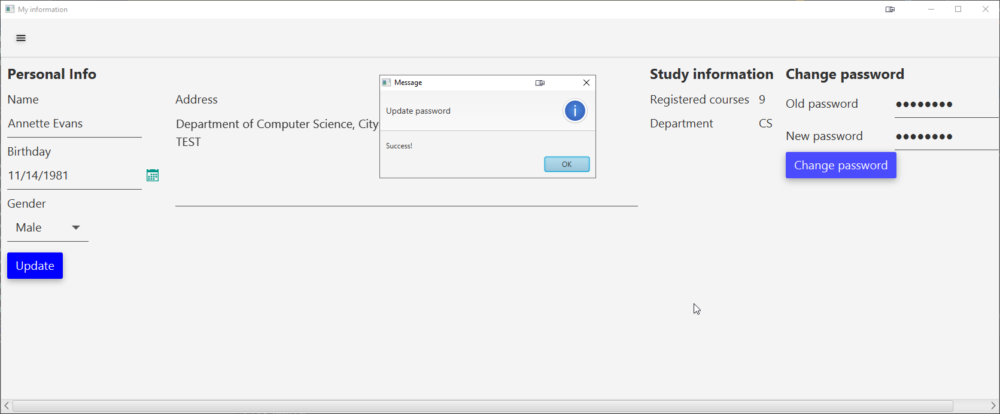 My information
Personal Info
Name
Annette Evans
Birthday
11/14/1981
Gender
Male
Update
Address
Department of Computer Science, City
TEST
Message
Update password
Success!
OK
Study information
Registered courses 9
Department CS
Change password
Old password ●●●●●●●●
New password ●●●●●●●●
Change password